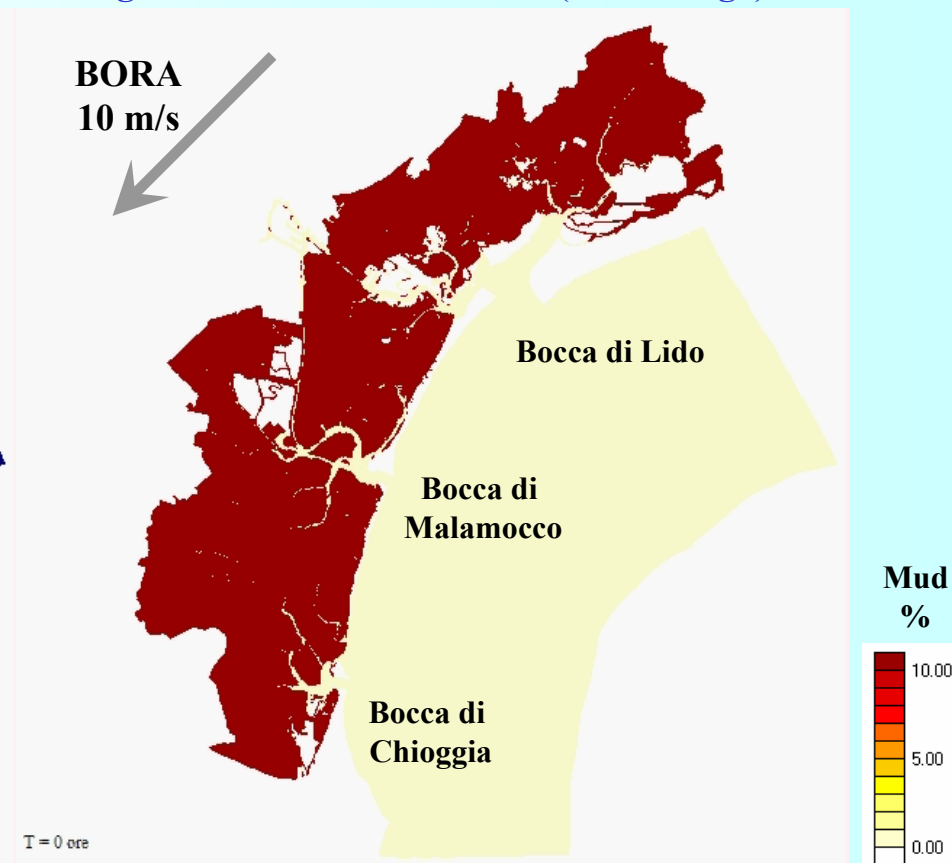 BORA
10 m/s
Bocca di Lido
Bocca di
Malamocco
Bocca di
Chioggia
T = 0 ore
Mud
%
10.00
5.00
0.00